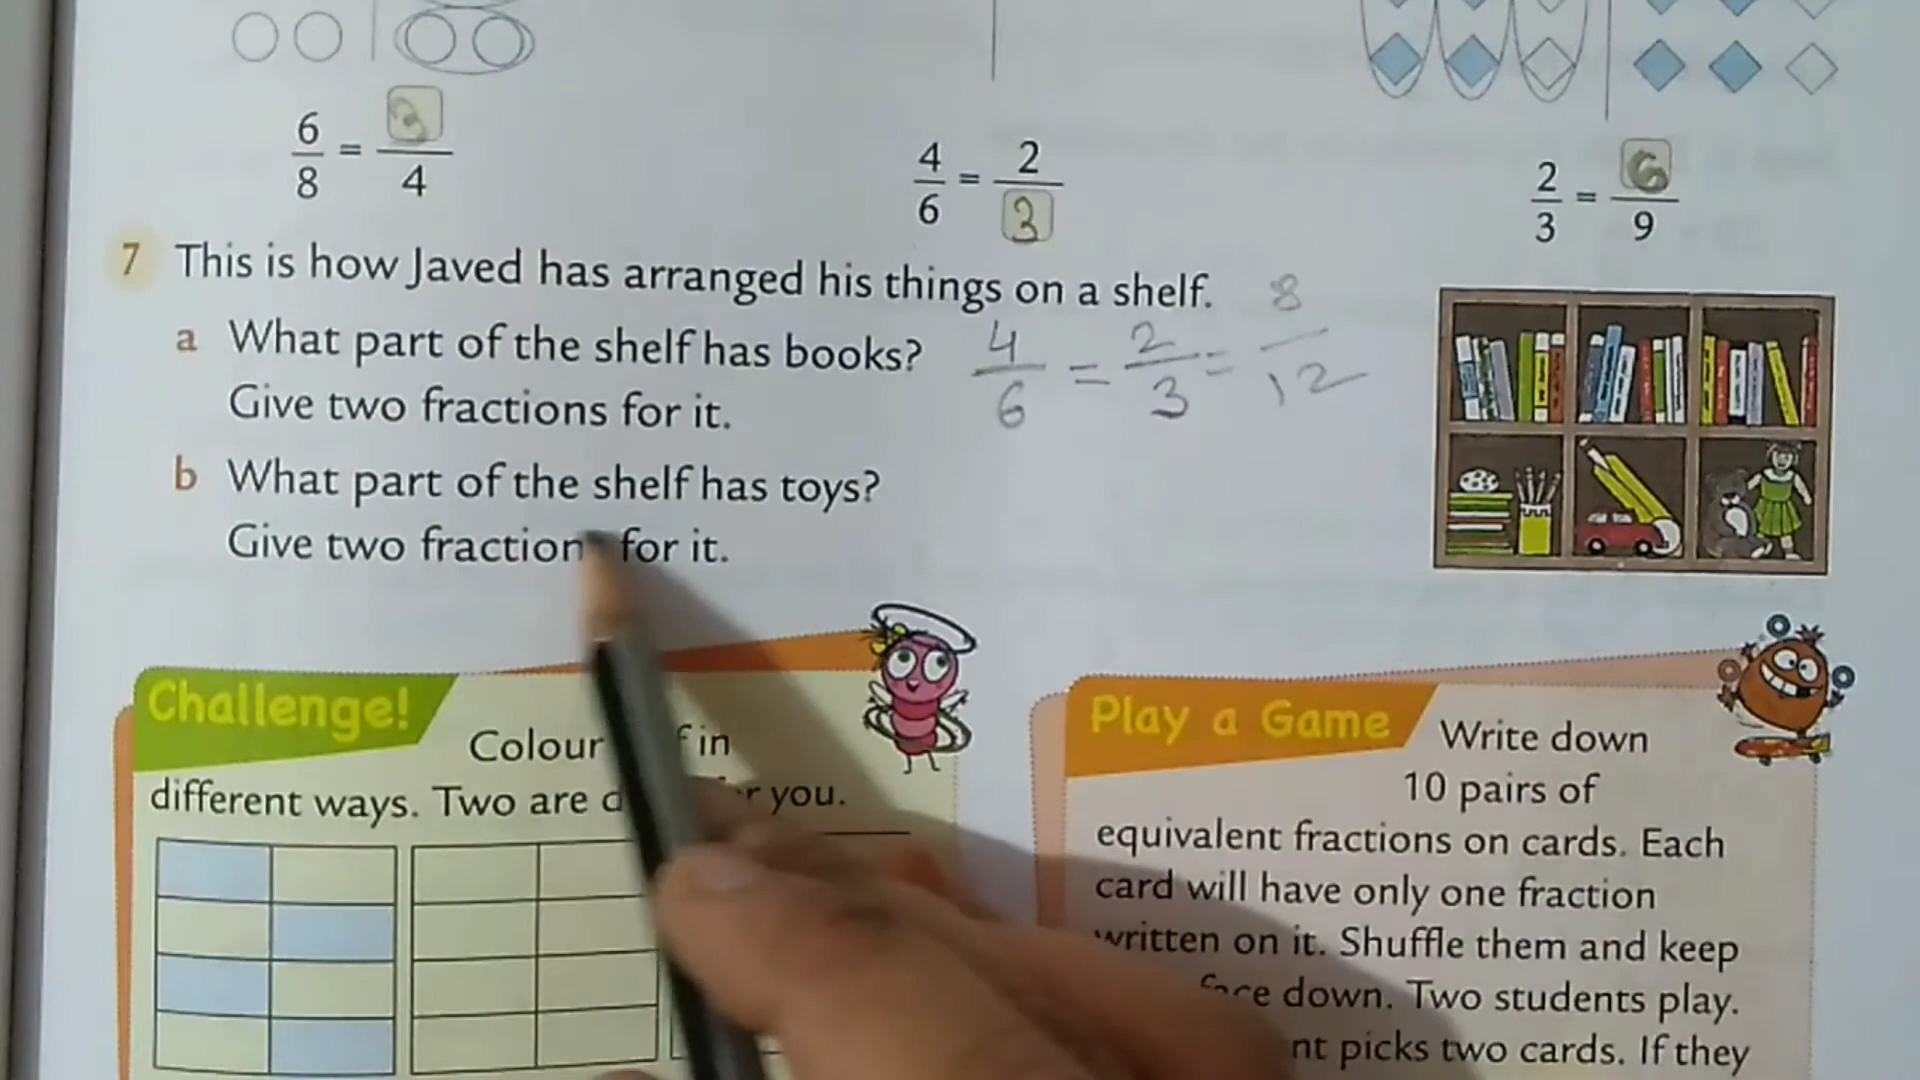 6/8 = 3/4
4/6 = 2/3
2/3 = 6/9
7 This is how Javed has arranged his things on a shelf.
a What part of the shelf has books?
Give two fractions for it.
4/6 = 2/3 = 8/12
b What part of the shelf has toys?
Give two fraction for it.
Challenge!
Colour in
different ways. Two are you.
Play a Game
Write down
10 pairs of
equivalent fractions on cards. Each
card will have only one fraction
written on it. Shuffle them and keep
face down. Two students play.
picks two cards. If they